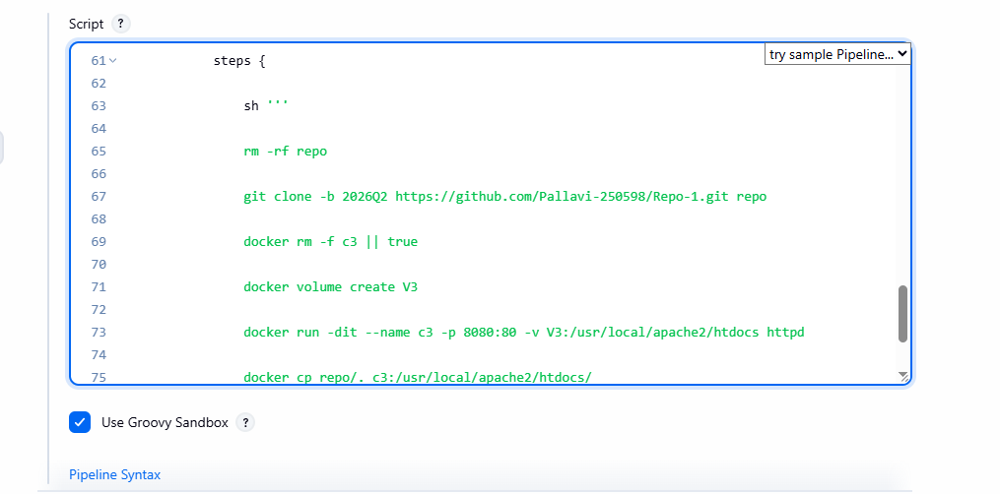 Script ?
try sample Pipeline...
61 steps {
62
63 sh '''
64
65 rm -rf repo
66
67 git clone -b 2026Q2 https://github.com/Pallavi-250598/Repo-1.git repo
68
69 docker rm -f c3 || true
70
71 docker volume create V3
72
73 docker run -dit --name c3 -p 8080:80 -v V3:/usr/local/apache2/htdocs httpd
74
75 docker cp repo/. c3:/usr/local/apache2/htdocs/
Use Groovy Sandbox ?
Pipeline Syntax